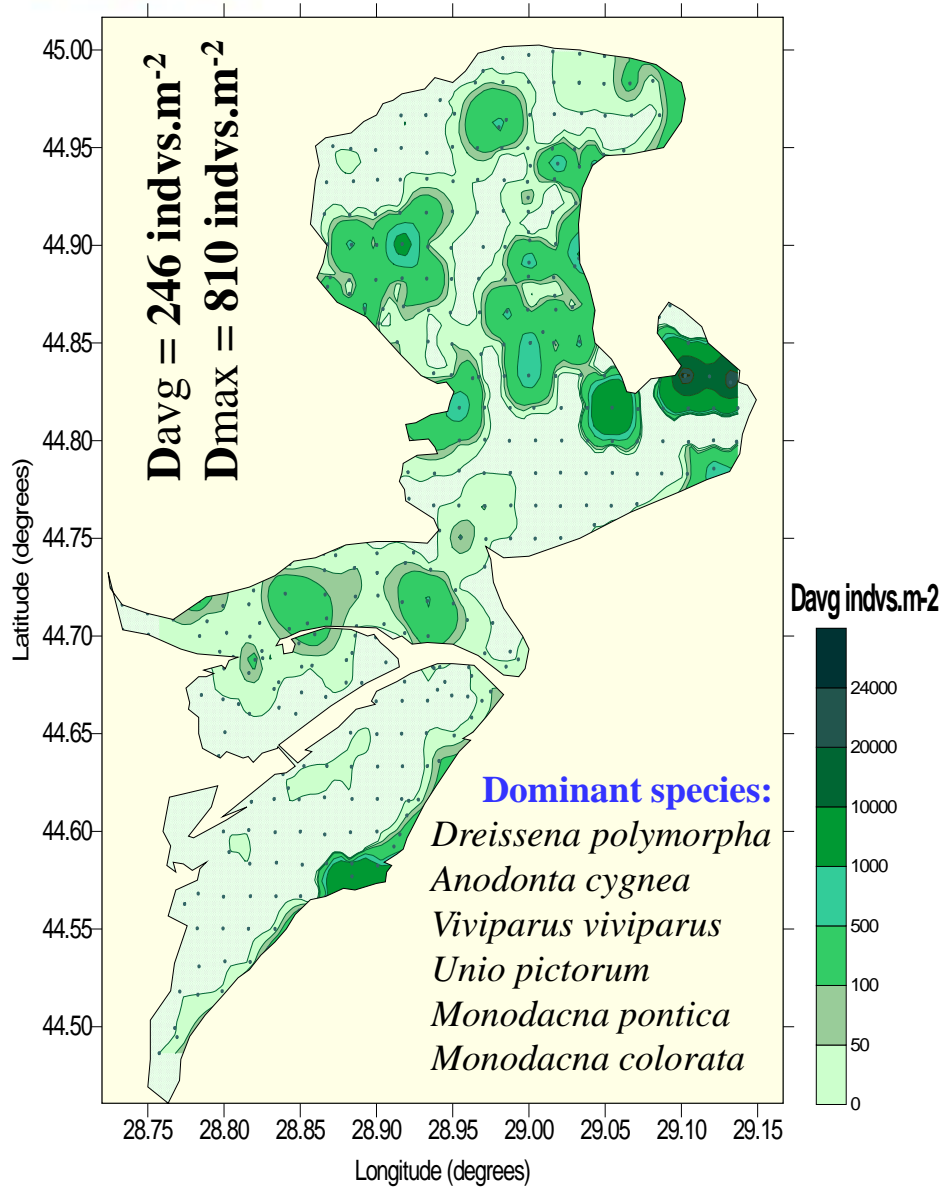 Davg = 246 indvs.m-2
Dmax = 810 indvs.m-2
Latitude (degrees)
45.00
44.95
44.90
44.85
44.80
44.75
44.70
44.65
44.60
44.55
44.50
28.75 28.80 28.85 28.90 28.95 29.00 29.05 29.10 29.15
Longitude (degrees)
Dominant species:
Dreissena polymorpha
Anodonta cygnea
Viviparus viviparus
Unio pictorum
Monodacna pontica
Monodacna colorata
Davg indvs.m-2
24000
20000
10000
1000
500
100
50
0